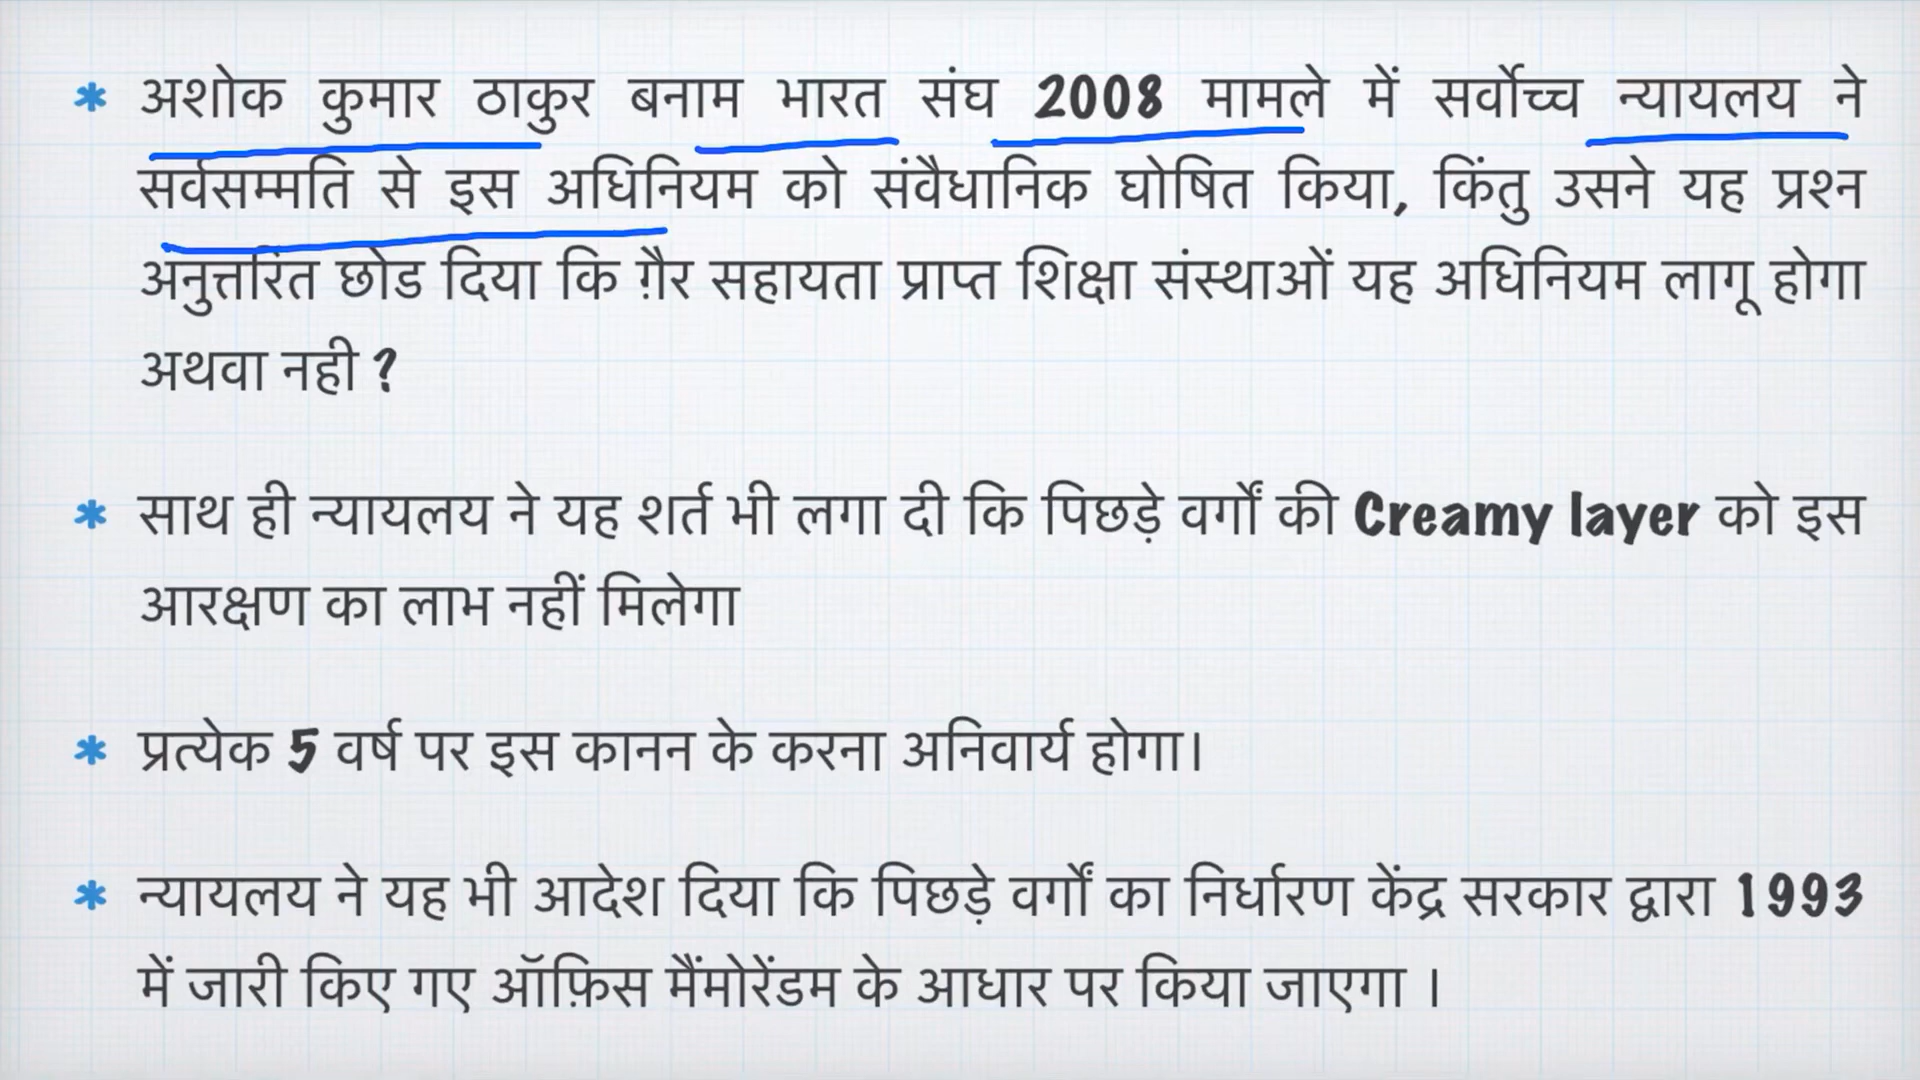 * अशोक कुमार ठाकुर बनाम भारत संघ 2008 मामले में सर्वोच्च न्यायलय ने
सर्वसम्मति से इस अधिनियम को संवैधानिक घोषित किया, किंतु उसने यह प्रश्न
अनुत्तरिंत छोड दिया कि ग़ैर सहायता प्राप्त शिक्षा संस्थाओं यह अधिनियम लागू होगा
अथवा नही ?
* साथ ही न्यायलय ने यह शर्त भी लगा दी कि पिछड़े वर्गों की Creamy layer को इस
आरक्षण का लाभ नहीं मिलेगा
* प्रत्येक 5 वर्ष पर इस कानन के करना अनिवार्य होगा।
* न्यायलय ने यह भी आदेश दिया कि पिछड़े वर्गों का निर्धारण केंद्र सरकार द्वारा 1993
में जारी किए गए ऑफ़िस मैंमोरेंडम के आधार पर किया जाएगा ।